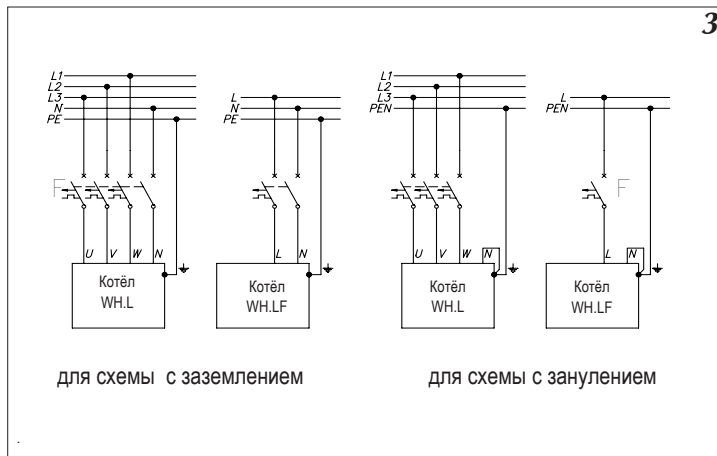 3
L1
L2
L3
N
PE
L
N
PE
L1
L2
L3
PEN
L
PEN
F
F
U V W N
L N
U V W N
L N
Котёл
WH.L
Котёл
WH.LF
Котёл
WH.L
Котёл
WH.LF
для схемы с заземлением
для схемы с занулением